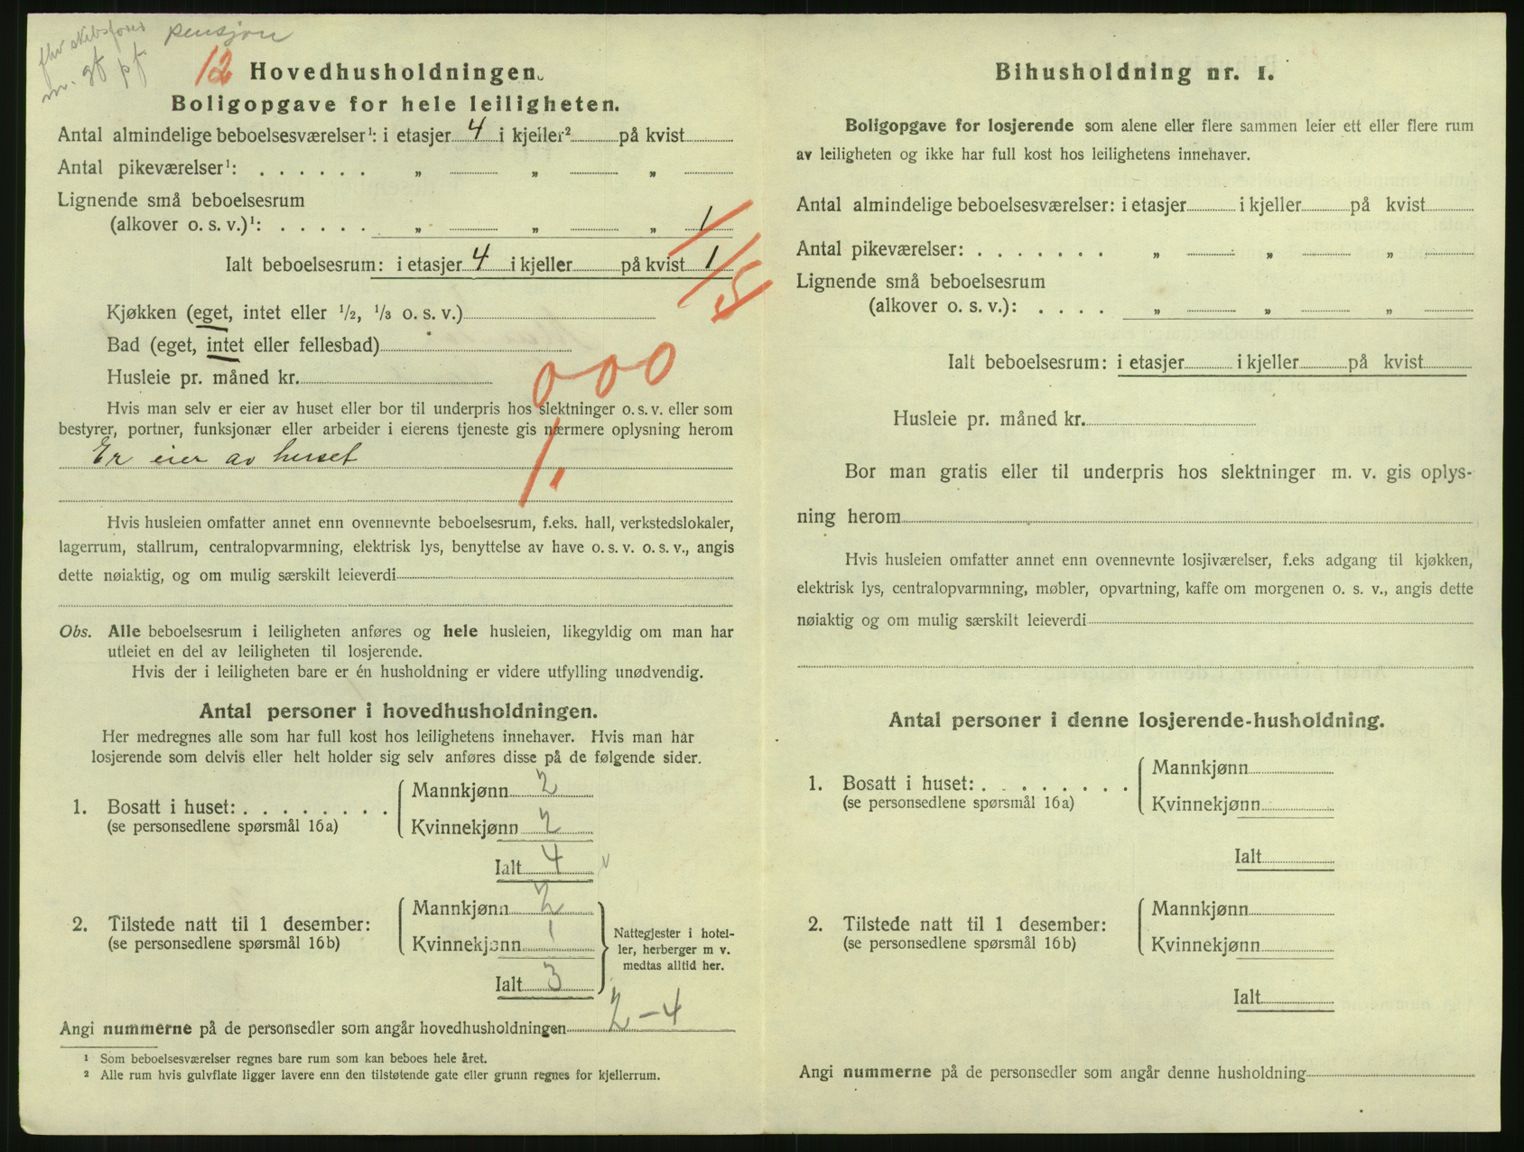 fhv skibsfører pensjon
m. gf pf
12 Hovedhusholdningen.
Boligopgave for hele leiligheten.
Antal almindelige beboelsesværelser¹: i etasjer 4 i kjeller² på kvist
Antal pikeværelser¹: . . . . . . „ „ „
Lignende små beboelsesrum
(alkover o. s. v.)¹: . . . . . „ „ „ 1
Ialt beboelsesrum: i etasjer 4 i kjeller på kvist 1
1/5
Kjøkken (eget, intet eller ¹/₂, ¹/₃ o. s. v.)
Bad (eget, intet eller fellesbad)
000
Husleie pr. måned kr.
Hvis man selv er eier av huset eller bor til underpris hos slektninger o. s. v. eller som
bestyrer, portner, funksjonær eller arbeider i eierens tjeneste gis nærmere oplysning herom
Er eier av huset
1.
Hvis husleien omfatter annet enn ovennevnte beboelsesrum, f.eks. hall, verkstedslokaler,
lagerrum, stallrum, centralopvarmning, elektrisk lys, benyttelse av have o. s. v. o. s. v., angis
dette nøiaktig, og om mulig særskilt leieverdi
Obs. Alle beboelsesrum i leiligheten anføres og hele husleien, likegyldig om man har
utleiet en del av leiligheten til losjerende.
Hvis der i leiligheten bare er én husholdning er videre utfylling unødvendig.
Antal personer i hovedhusholdningen.
Her medregnes alle som har full kost hos leilighetens innehaver. Hvis man har
losjerende som delvis eller helt holder sig selv anføres disse på de følgende sider.
1. Bosatt i huset: . . . . . . . .
(se personsedlene spørsmål 16a)
Mannkjønn 2
Kvinnekjønn 2
Ialt 4 v
2. Tilstede natt til 1 desember:
(se personsedlene spørsmål 16b)
Mannkjønn 2
Kvinnekjønn 1
Ialt 3
Nattegjester i hotel-
ler, herberger m v.
medtas alltid her.
Angi nummerne på de personsedler som angår hovedhusholdningen 2-4
¹ Som beboelsesværelser regnes bare rum som kan beboes hele året.
² Alle rum hvis gulvflate ligger lavere enn den tilstøtende gate eller grunn regnes for kjellerrum.
Bihusholdning nr. 1.
Boligopgave for losjerende som alene eller flere sammen leier ett eller flere rum
av leiligheten og ikke har full kost hos leilighetens innehaver.
Antal almindelige beboelsesværelser: i etasjer i kjeller på kvist
Antal pikeværelser: . . . . . . . „ „ „
Lignende små beboelsesrum
(alkover o. s. v.): . . . . „ „ „
Ialt beboelsesrum: i etasjer i kjeller på kvist
Husleie pr. måned kr.
Bor man gratis eller til underpris hos slektninger m. v. gis oplys-
ning herom
Hvis husleien omfatter annet enn ovennevnte losjiværelser, f.eks adgang til kjøkken,
elektrisk lys, centralopvarmning, møbler, opvartning, kaffe om morgenen o. s. v., angis dette
nøiaktig og om mulig særskilt leieverdi
Antal personer i denne losjerende-husholdning.
1. Bosatt i huset: . . . . . . . .
(se personsedlene spørsmål 16a)
Mannkjønn
Kvinnekjønn
Ialt
2. Tilstede natt til 1 desember:
(se personsedlene spørsmål 16b)
Mannkjønn
Kvinnekjønn
Ialt
Angi nummerne på de personsedler som angår denne husholdning